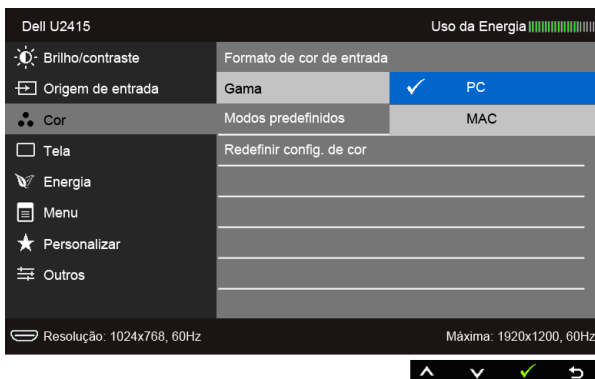 Dell U2415 Uso da Energia
Brilho/contraste Formato de cor de entrada
Origem de entrada Gama PC
Cor Modos predefinidos MAC
Tela Redefinir config. de cor
Energia
Menu
Personalizar
Outros
Resolução: 1024x768, 60Hz Máxima: 1920x1200, 60Hz